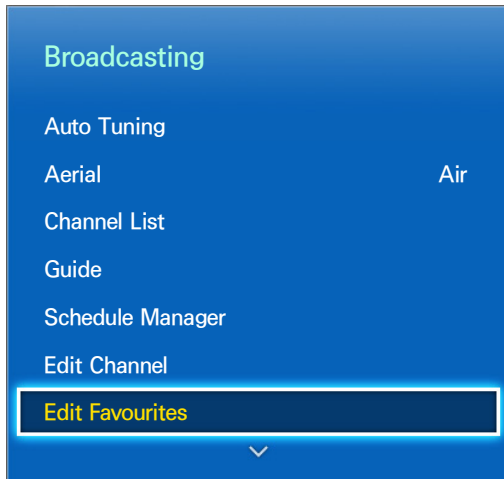 Broadcasting
Auto Tuning
Aerial Air
Channel List
Guide
Schedule Manager
Edit Channel
Edit Favourites